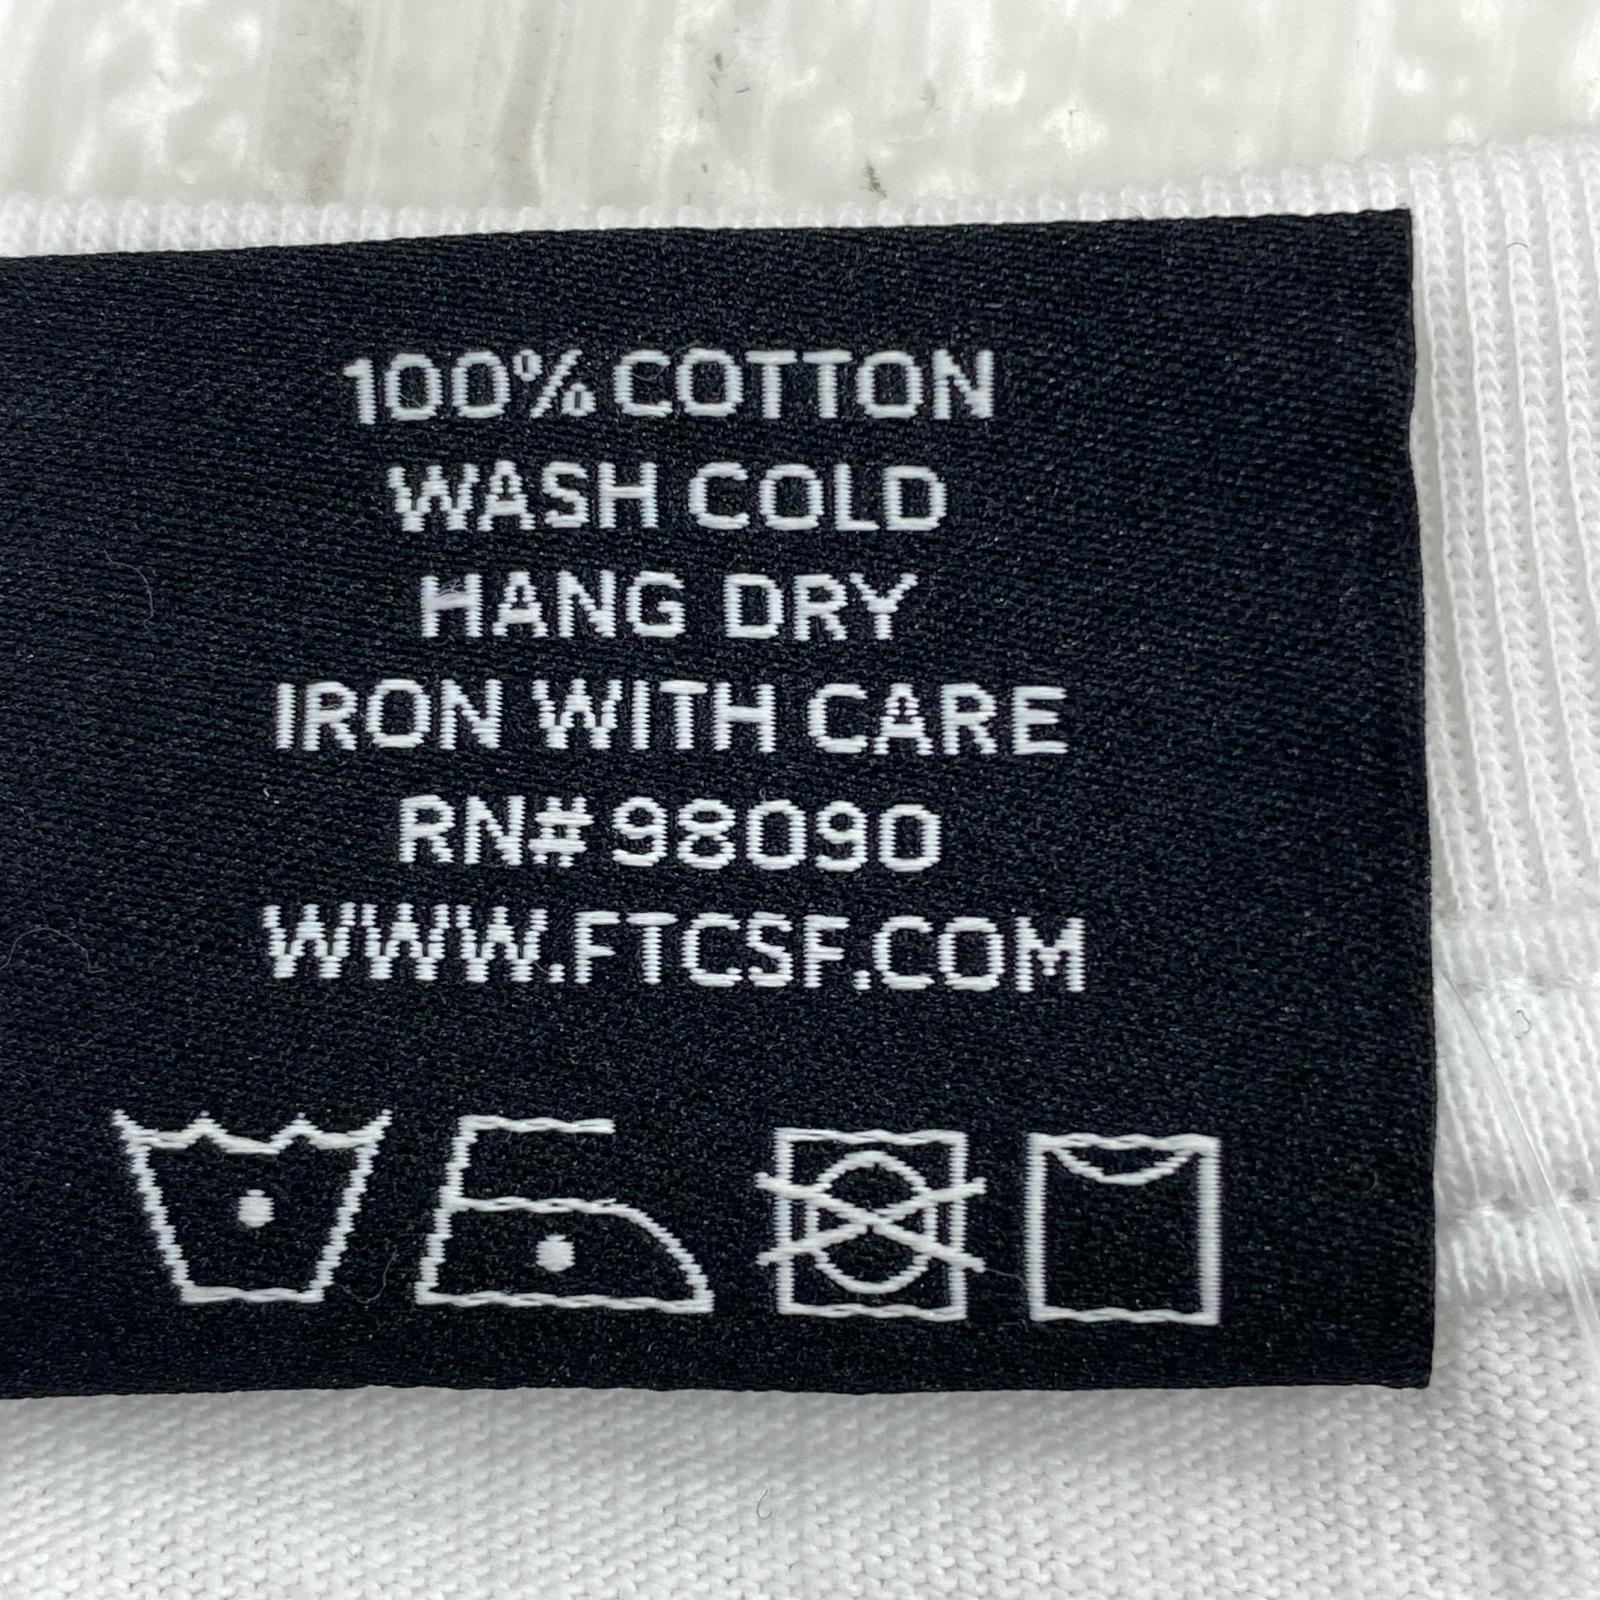 100% COTTON
WASH COLD
HANG DRY
IRON WITH CARE
RN# 98090
WWW.FTCSF.COM